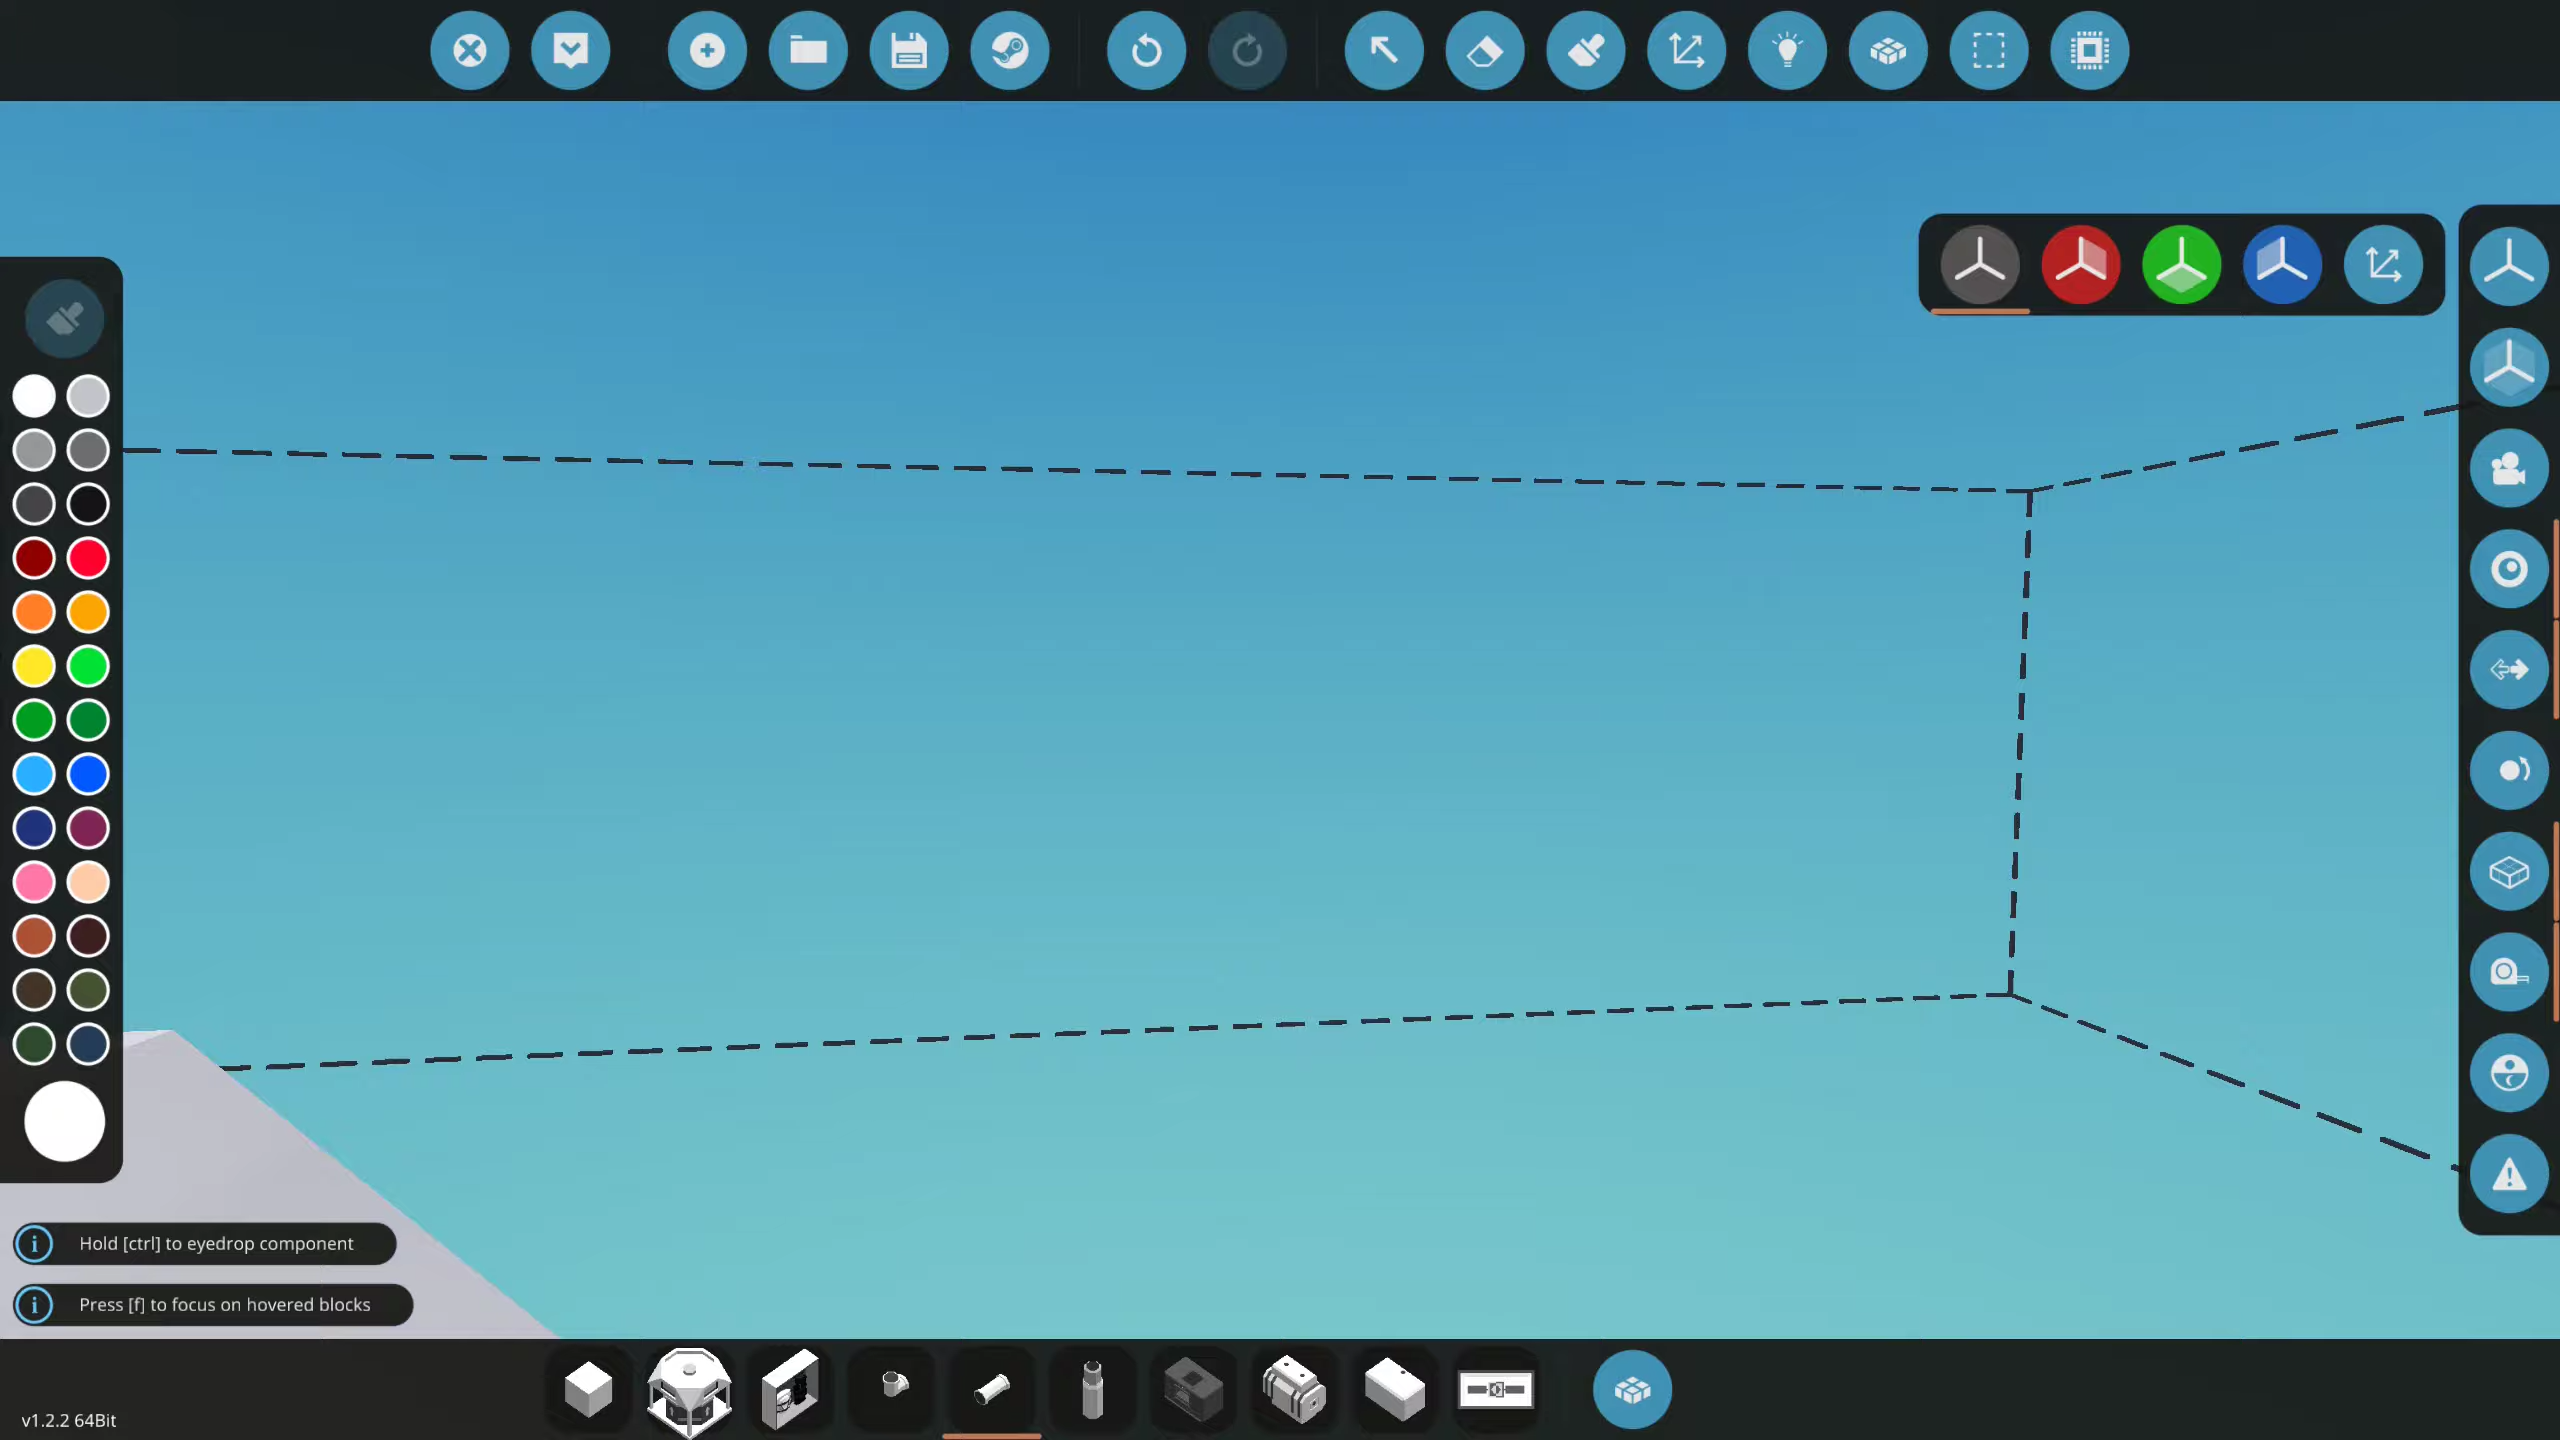 Hold [ctrl] to eyedrop component
Press [f] to focus on hovered blocks
v1.2.2 64Bit